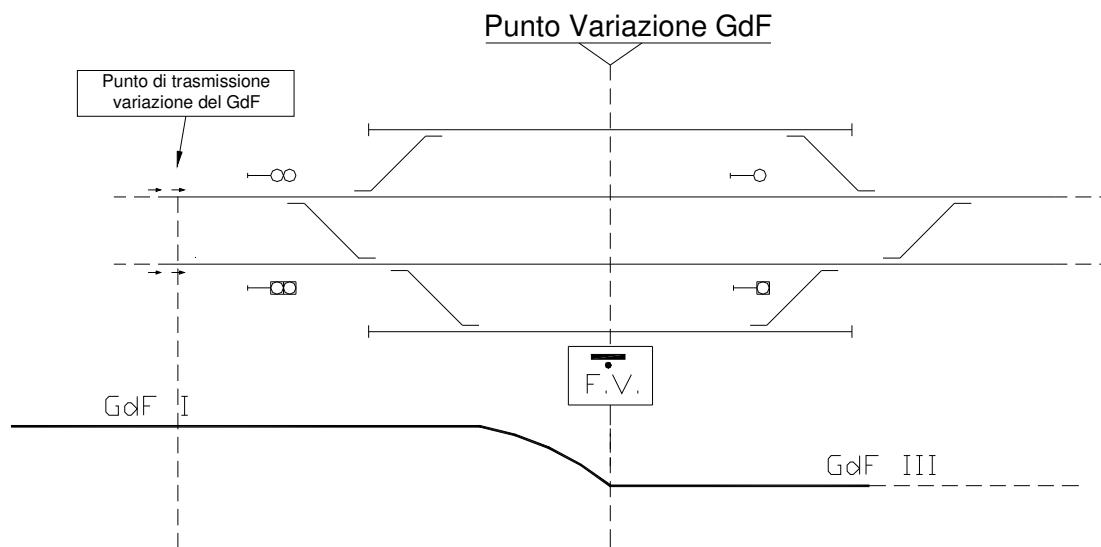 Punto Variazione GdF
Punto di trasmissione
variazione del GdF
F.V.
GdF I
GdF III